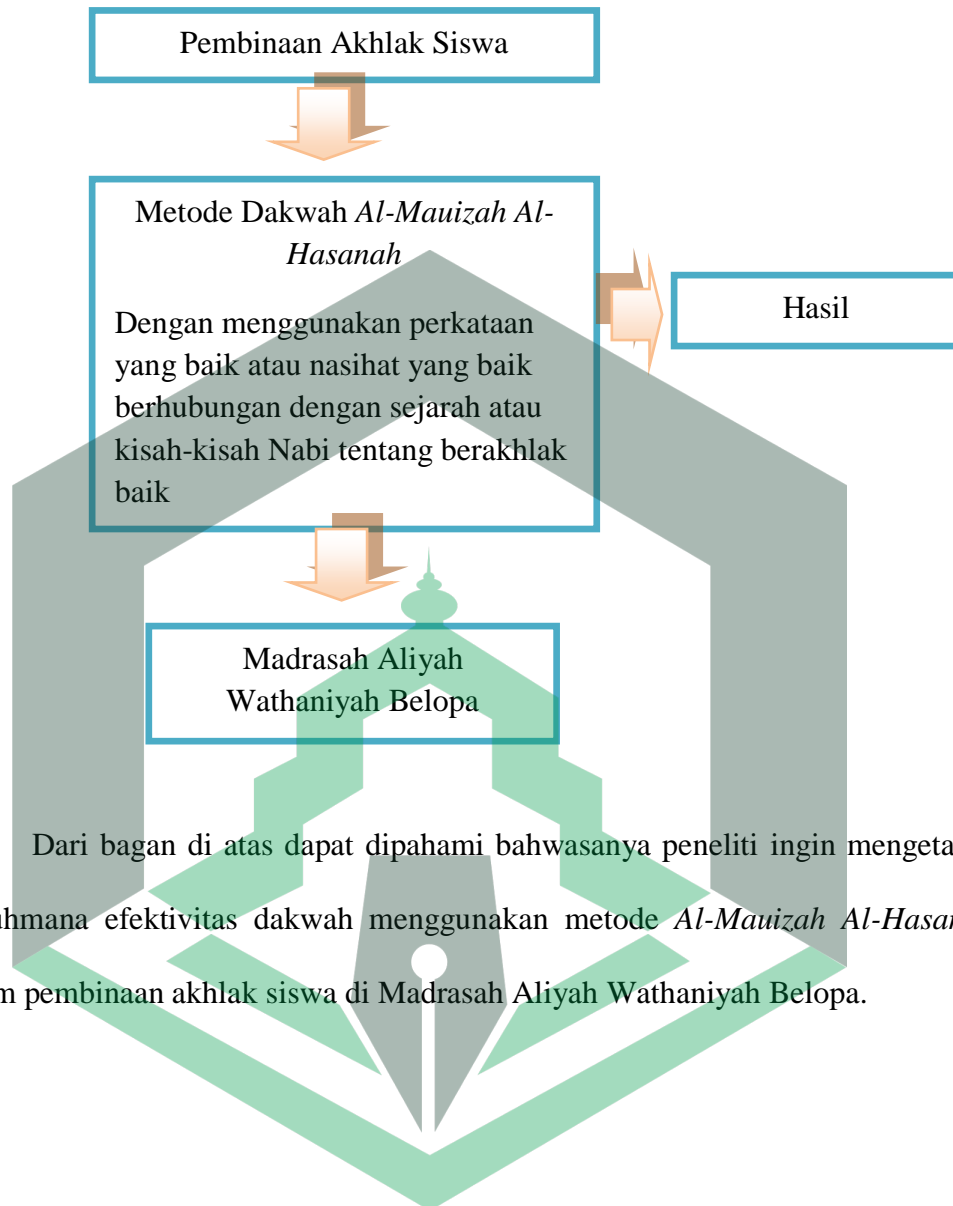 Pembinaan Akhlak Siswa
Metode Dakwah Al-Mauizah Al-
Hasanah
Dengan menggunakan perkataan
yang baik atau nasihat yang baik
berhubungan dengan sejarah atau
kisah-kisah Nabi tentang berakhlak
baik
Hasil
Madrasah Aliyah
Wathaniyah Belopa
Dari bagan di atas dapat dipahami bahwasanya peneliti ingin
efektivitas dakwah menggunakan metode Al-Mauizah
pembinaan akhlak siswa di Madrasah Aliyah Wathaniyah Belopa.